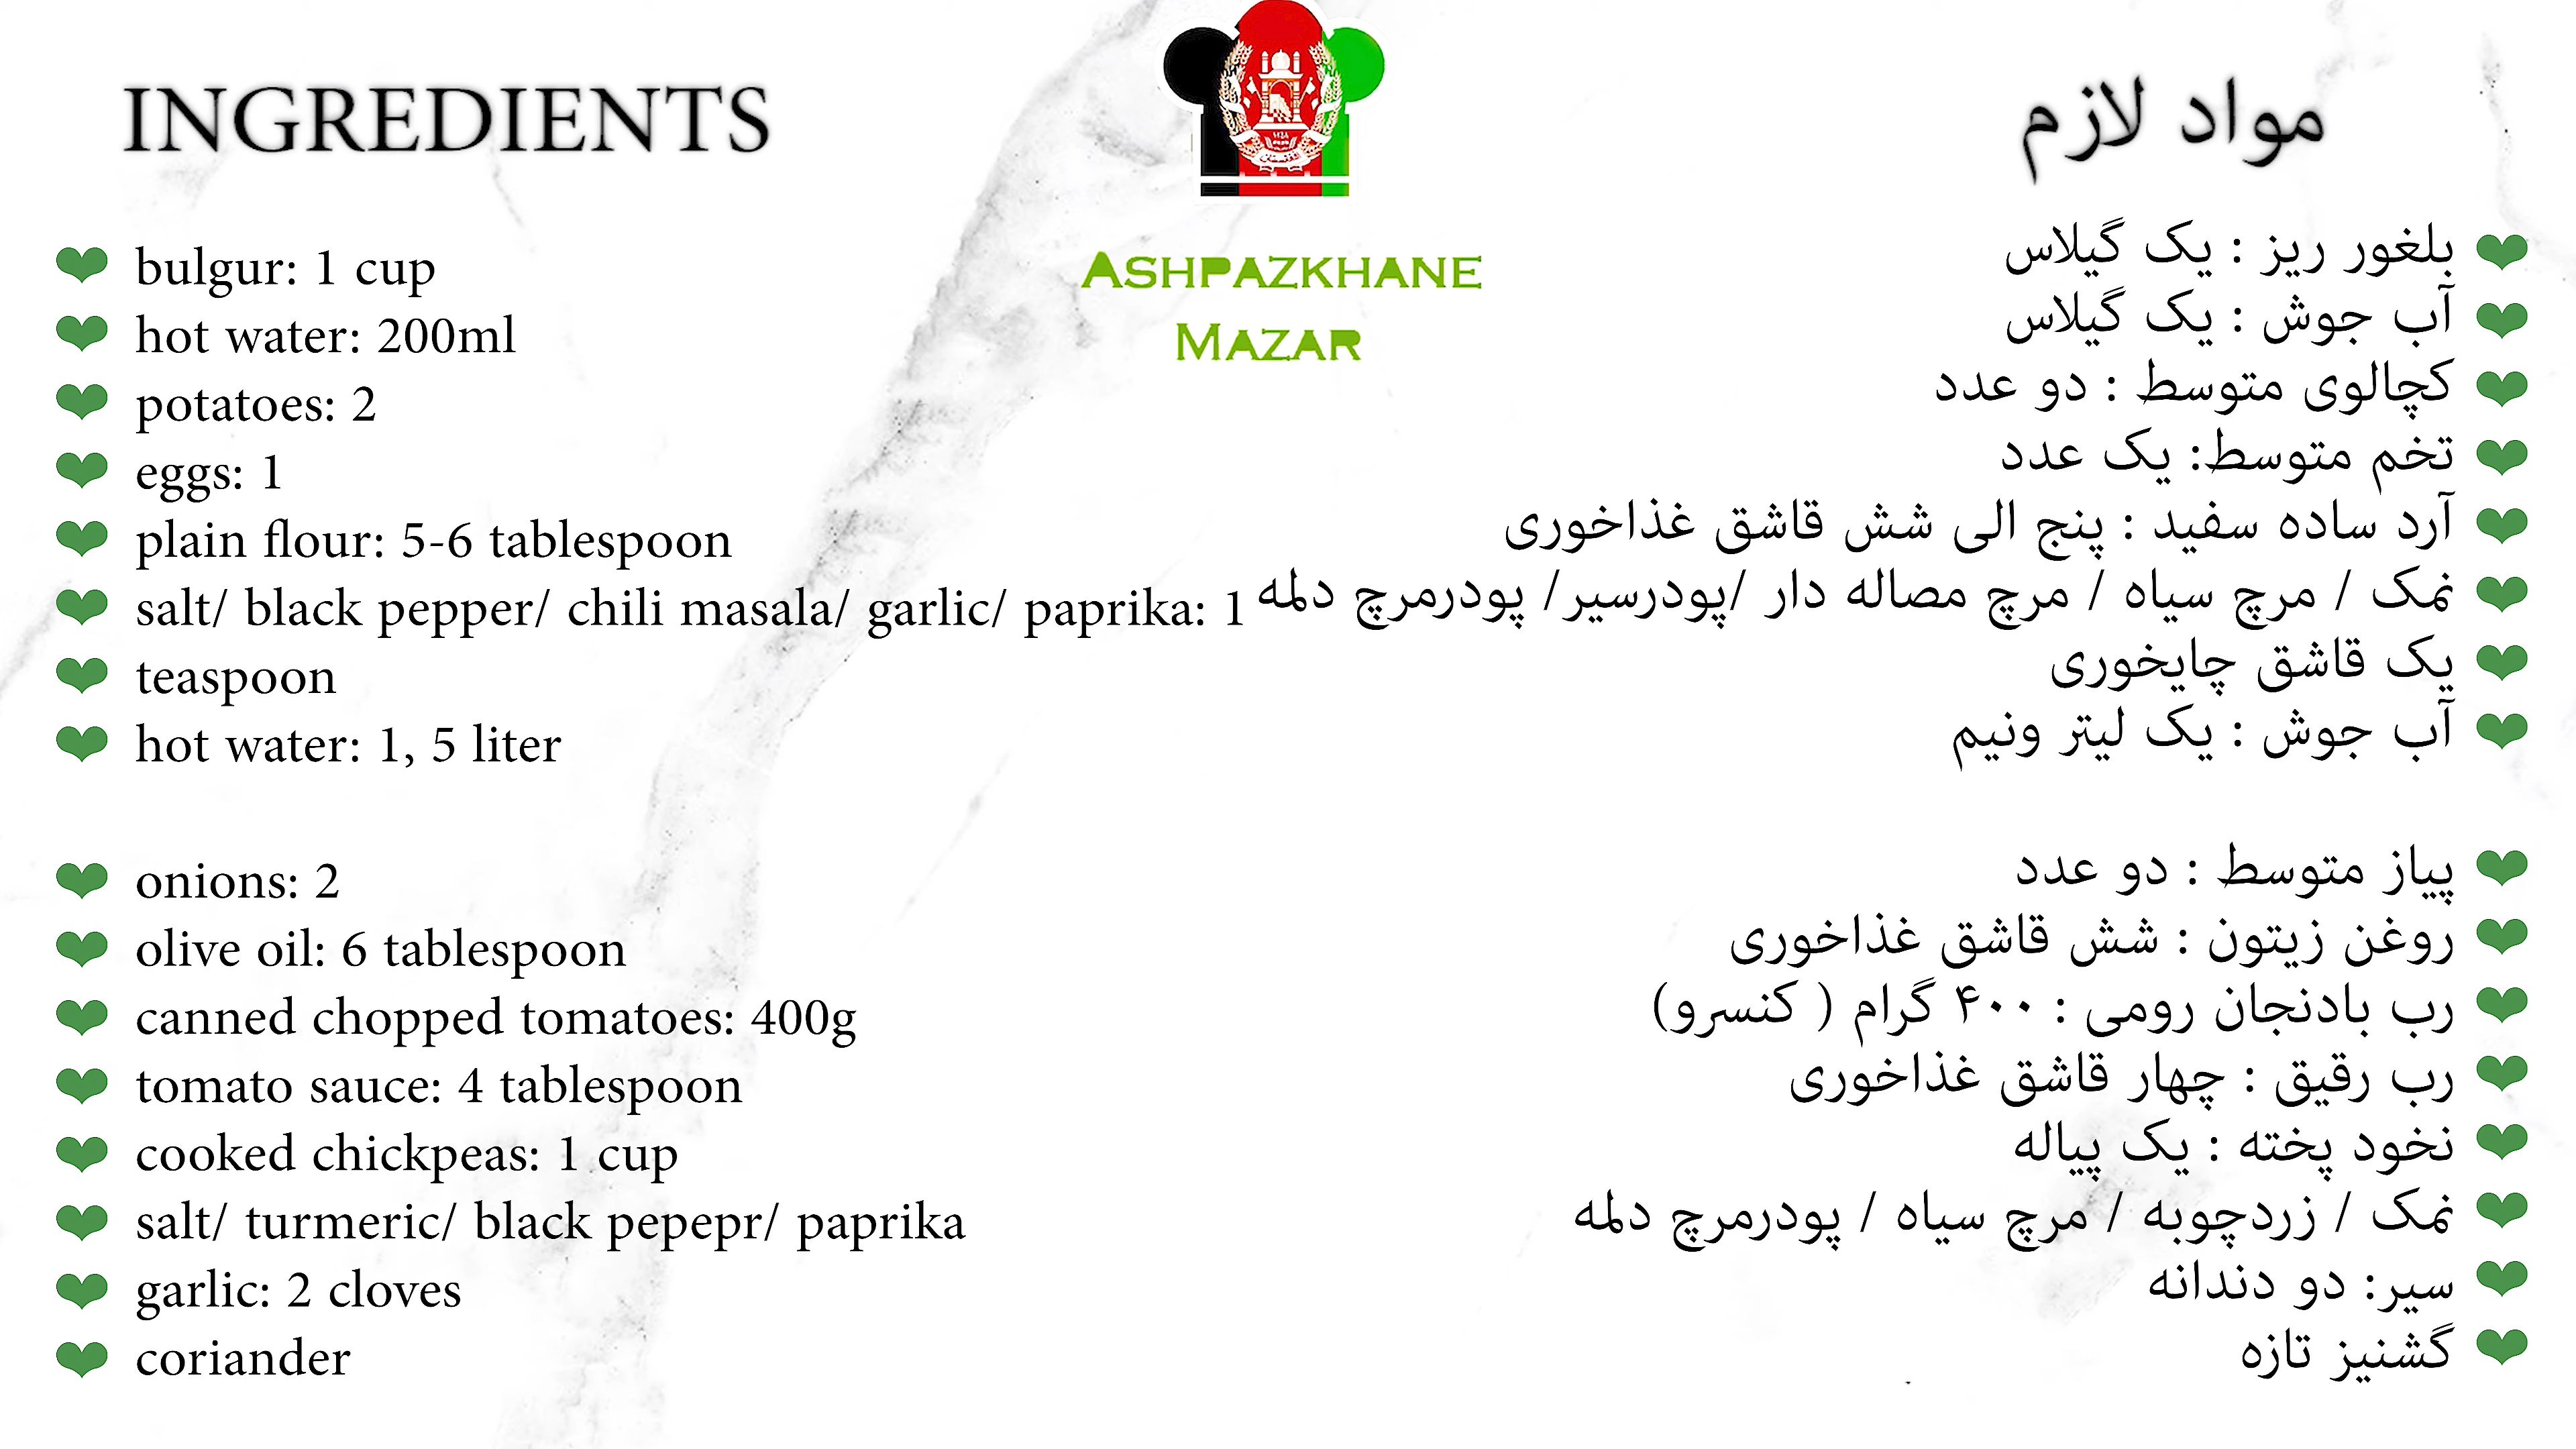 INGREDIENTS
bulgur: 1 cup
hot water: 200ml
potatoes: 2
eggs: 1
plain flour: 5-6 tablespoon
salt/ black pepper/ chili masala/ garlic/ paprika: 1
teaspoon
hot water: 1, 5 liter
onions: 2
olive oil: 6 tablespoon
canned chopped tomatoes: 400g
tomato sauce: 4 tablespoon
cooked chickpeas: 1 cup
salt/ turmeric/ black pepepr/ paprika
garlic: 2 cloves
coriander
ASHPAZKHANE
MAZAR
مواد لازم
بلغور ریز : یک گیلاس
آب جوش : یک گیلاس
کچالوی متوسط : دو عدد
تخم متوسط: یک عدد
آرد ساده سفید : پنج الی شش قاشق غذاخوری
نمک / مرچ سیاه / مرچ مصاله دار /پودرسیر/ پودرمرچ دلمه
یک قاشق چایخوری
آب جوش : یک لیتر ونیم
پیاز متوسط : دو عدد
روغن زیتون : شش قاشق غذاخوری
رب بادنجان رومی : ۴۰۰ گرام ( کنسرو)
رب رقیق : چهار قاشق غذاخوری
نخود پخته : یک پیاله
نمک / زردچوبه / مرچ سیاه / پودرمرچ دلمه
سیر: دو دندانه
گشنیز تازه